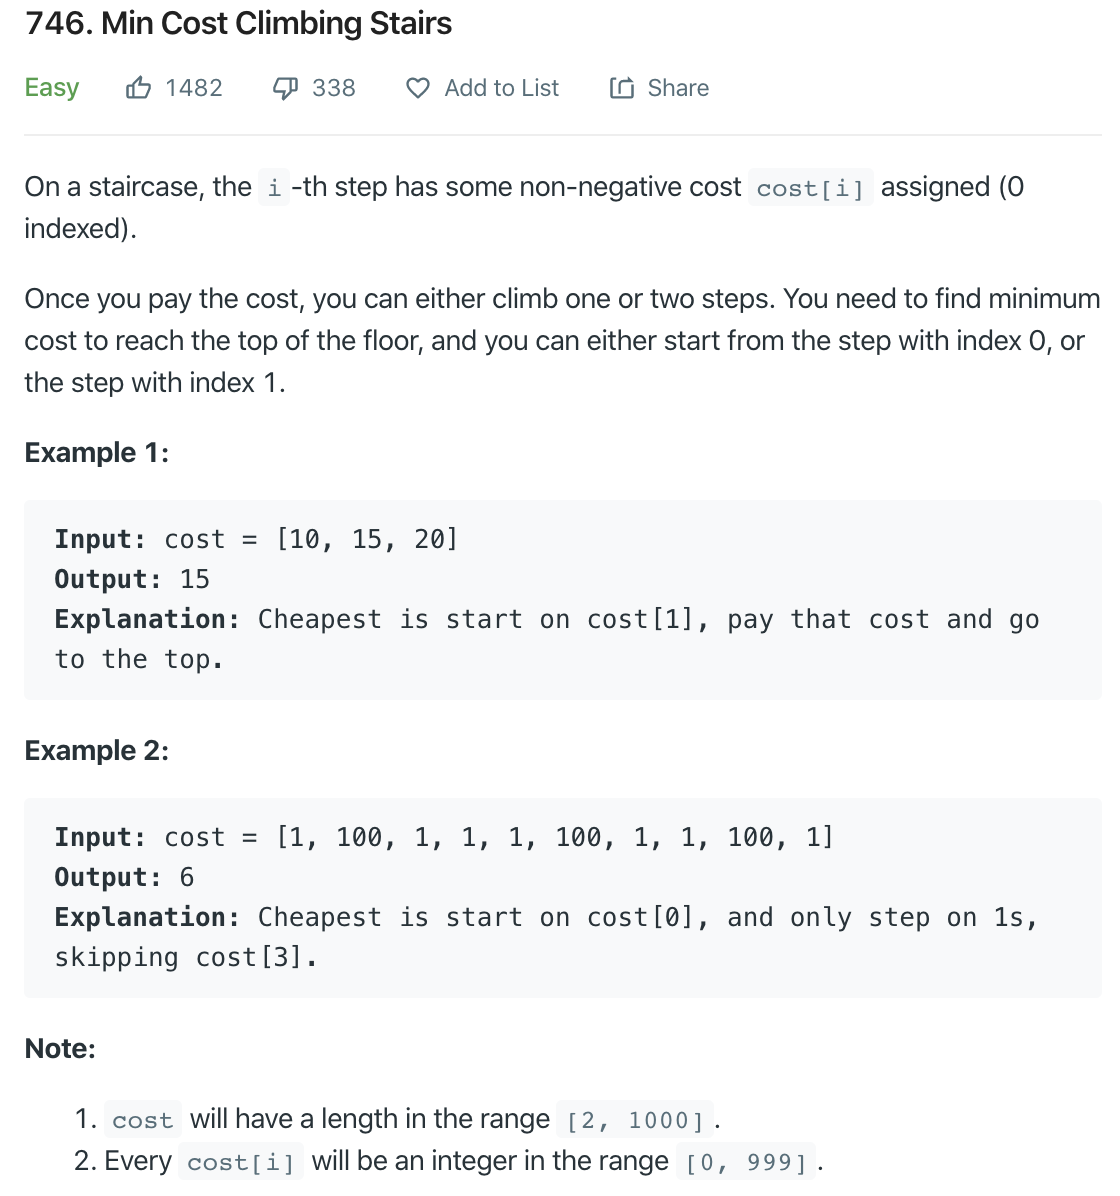 746. Min Cost Climbing Stairs
Easy 1482 338 Add to List Share
On a staircase, the i -th step has some non-negative cost cost[i] assigned (0
indexed).
Once you pay the cost, you can either climb one or two steps. You need to find minimum
cost to reach the top of the floor, and you can either start from the step with index 0, or
the step with index 1.
Example 1:
Input: cost = [10, 15, 20]
Output: 15
Explanation: Cheapest is start on cost[1], pay that cost and go
to the top.
Example 2:
Input: cost = [1, 100, 1, 1, 1, 100, 1, 1, 100, 1]
Output: 6
Explanation: Cheapest is start on cost[0], and only step on 1s,
skipping cost[3].
Note:
1. cost will have a length in the range [2, 1000].
2. Every cost[i] will be an integer in the range [0, 999].